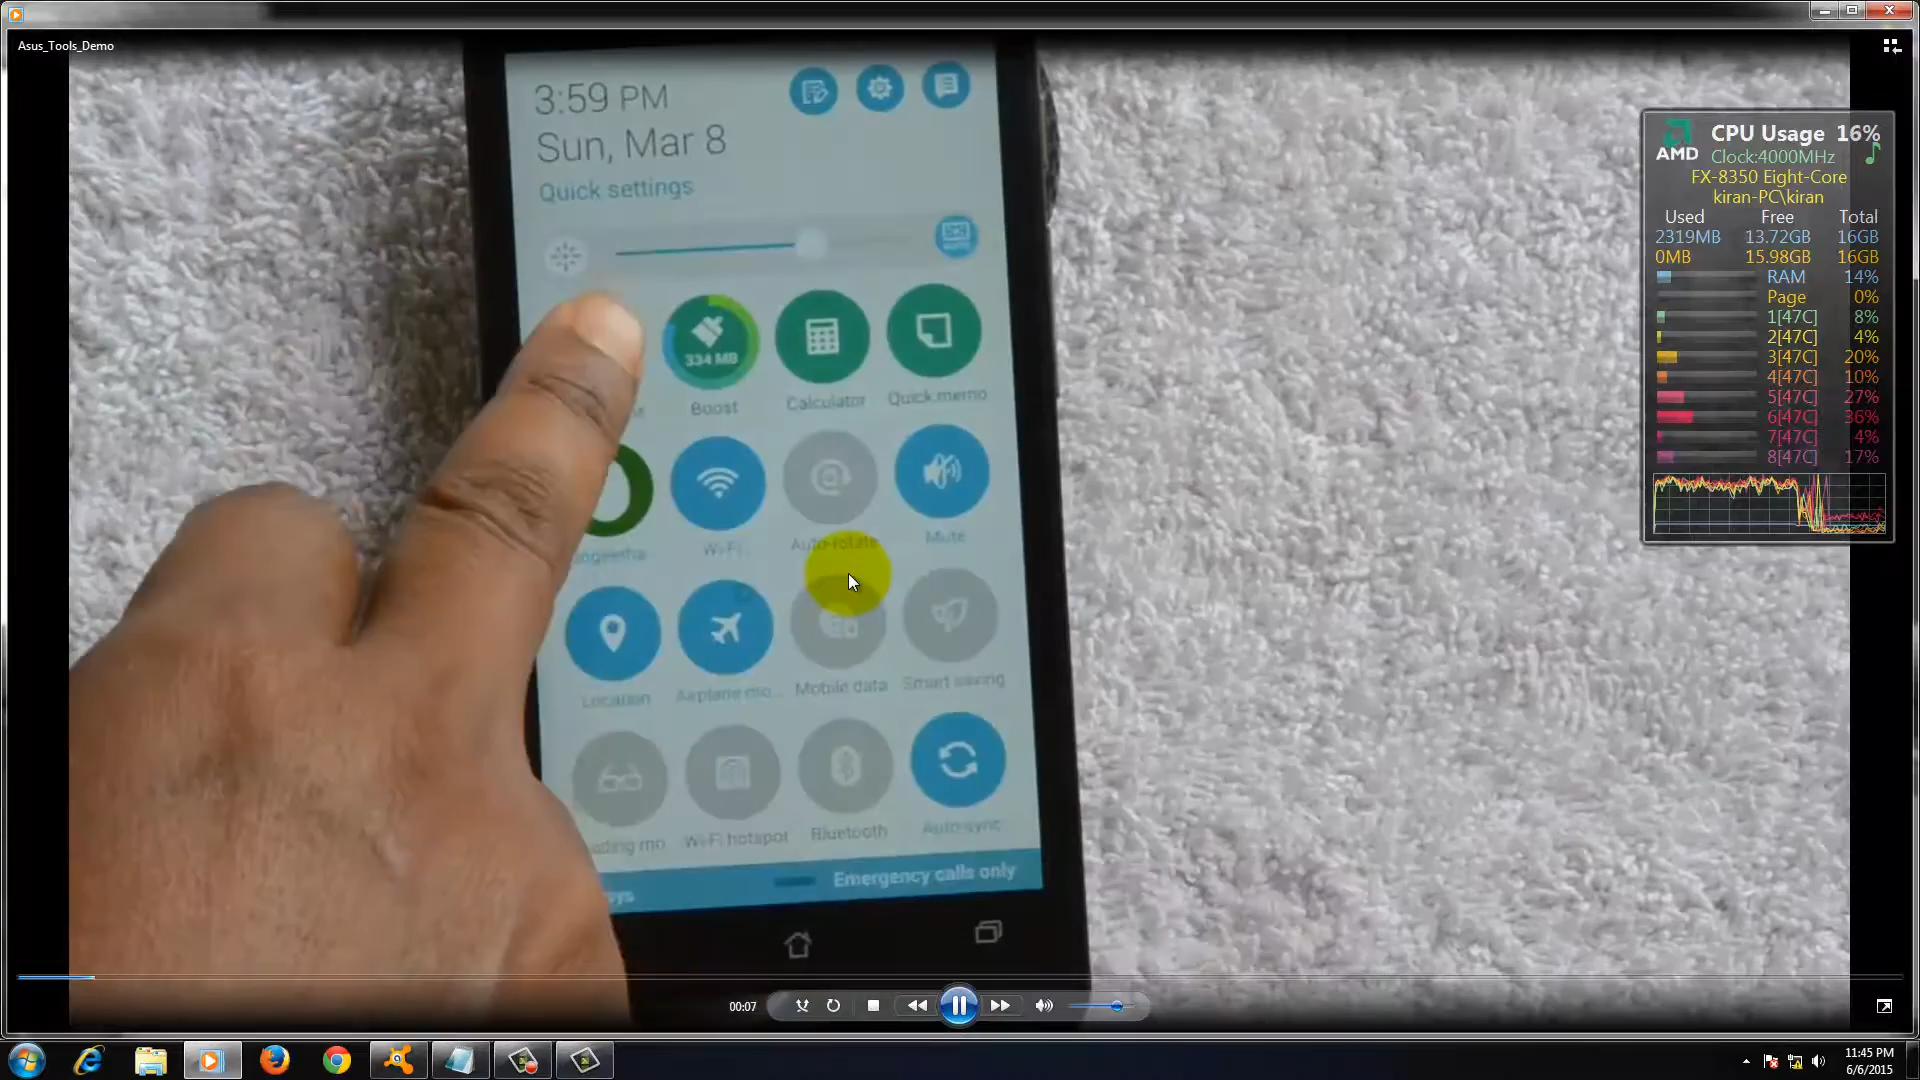 Asus_Tools_Demo
3:59 PM
Sun, Mar 8
Quick settings
334 MB
Boost
Calculator
Quick memo
Wi-Fi
Auto-rotate
Mute
Location
Airplane mo...
Mobile data
Smart saving
Wi-Fi hotspot
Bluetooth
Auto-sync
Emergency calls only
AMD
CPU Usage 16%
Clock:4000MHz
FX-8350 Eight-Core
kiran-PC\kiran
Used Free Total
2319MB 13.72GB 16GB
0MB 15.98GB 16GB
RAM 14%
Page 0%
1[47C] 8%
2[47C] 4%
3[47C] 20%
4[47C] 10%
5[47C] 27%
6[47C] 36%
7[47C] 4%
8[47C] 17%
00:07
11:45 PM
6/6/2015